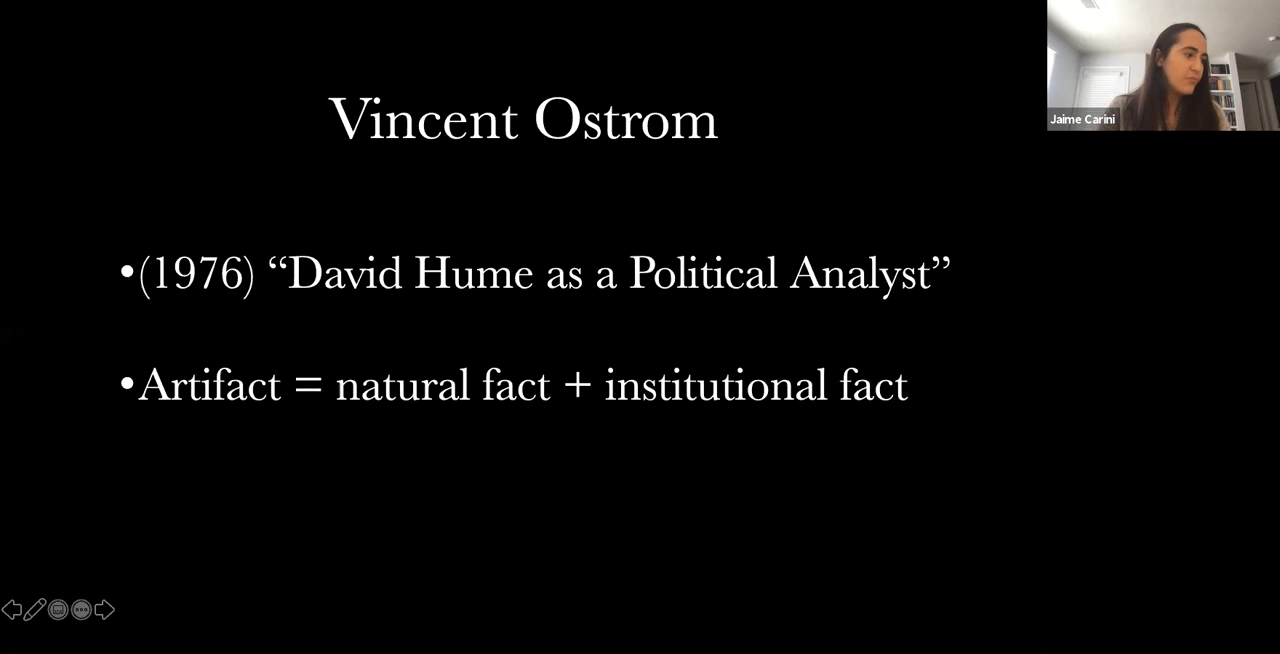 Vincent Ostrom
Jaime Carini
•(1976) “David Hume as a Political Analyst”
•Artifact = natural fact + institutional fact